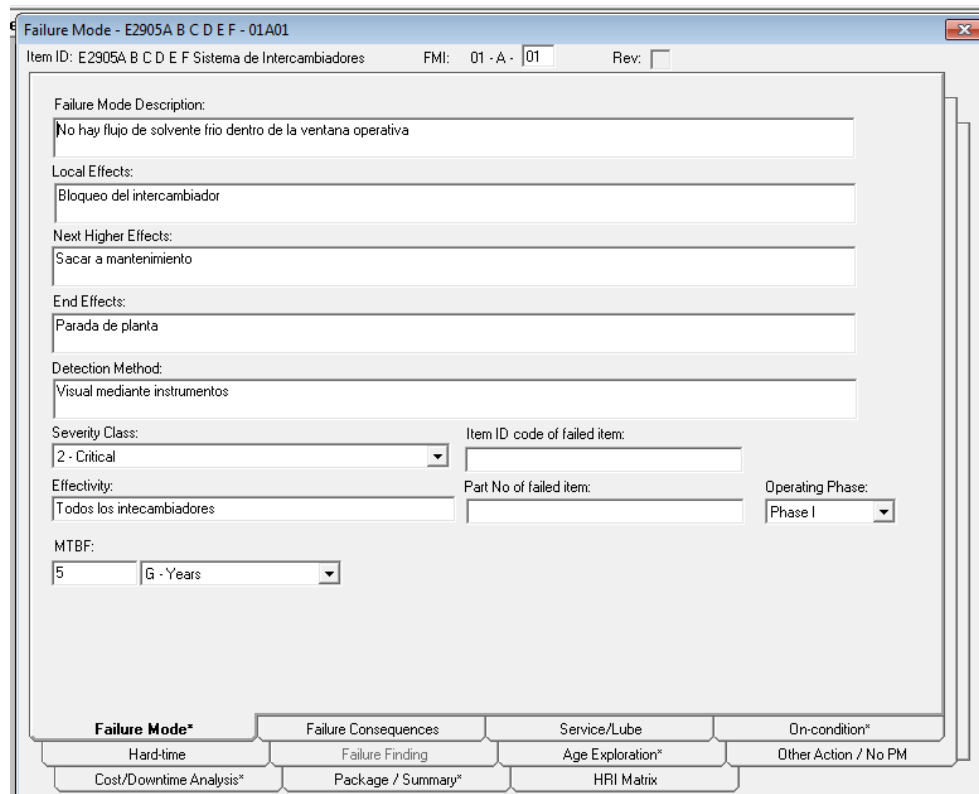 Failure Mode - E2905A B C D E F - 01A01
Item ID: E2905A B C D E F Sistema de Intercambiadores FMI: 01 - A - 01 Rev:
Failure Mode Description:
No hay flujo de solvente frio dentro de la ventana operativa
Local Effects:
Bloqueo del intercambiador
Next Higher Effects:
Sacar a mantenimiento
End Effects:
Parada de planta
Detection Method:
Visual mediante instrumentos
Severity Class: Item ID code of failed item:
2 - Critical
Effectivity: Part No of failed item: Operating Phase:
Todos los intecambiadores Phase I
MTBF:
5 G - Years
Failure Mode* Failure Consequences Service/Lube On-condition*
Hard-time Failure Finding Age Exploration* Other Action / No PM
Cost/Downtime Analysis* Package / Summary* HRI Matrix